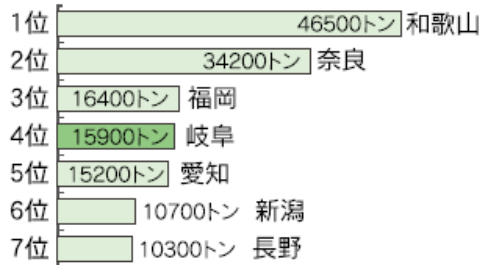 1位 46500トン 和歌山
2位 34200トン 奈良
3位 16400トン 福岡
4位 15900トン 岐阜
5位 15200トン 愛知
6位 10700トン 新潟
7位 10300トン 長野